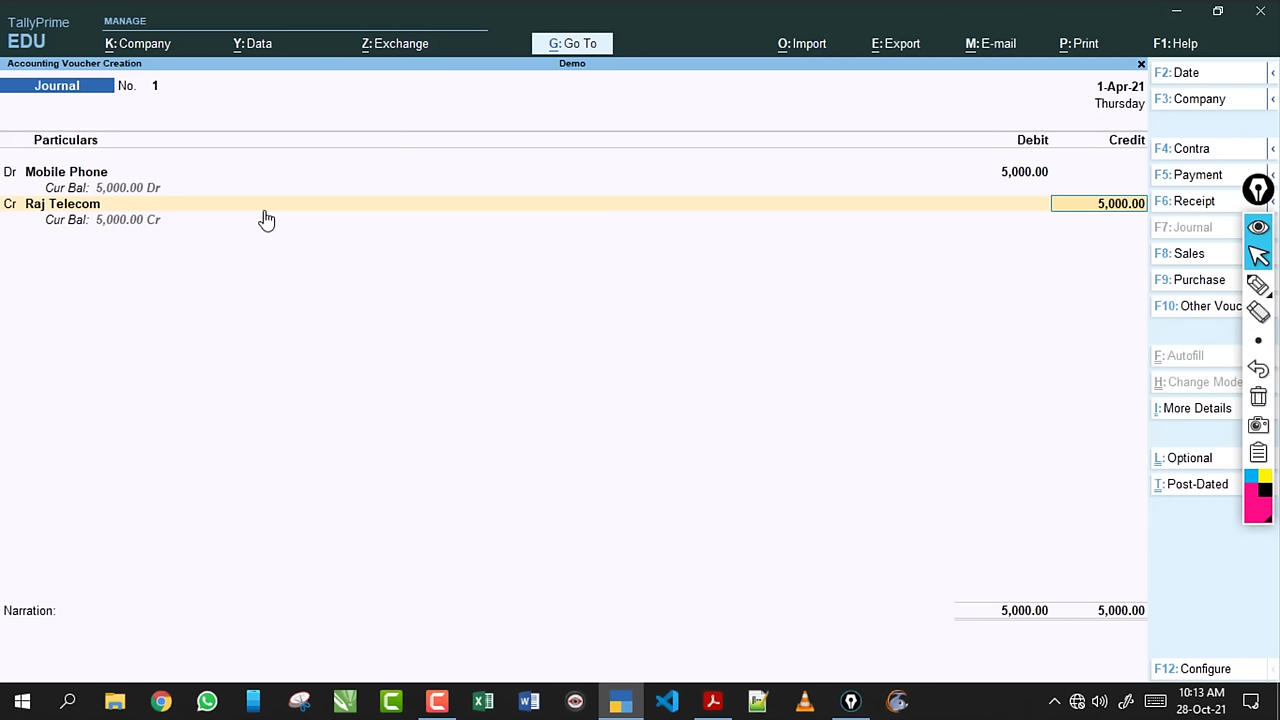 TallyPrime
EDU
MANAGE
K: Company
Y: Data
Z: Exchange
G: Go To
O: Import
E: Export
M: E-mail
P: Print
F1: Help
Accounting Voucher Creation
Demo
Journal No. 1
1-Apr-21
Thursday
Particulars Debit Credit
Dr Mobile Phone 5,000.00
Cur Bal: 5,000.00 Dr
Cr Raj Telecom 5,000.00
Cur Bal: 5,000.00 Cr
Narration: 5,000.00 5,000.00
F2: Date
F3: Company
F4: Contra
F5: Payment
F6: Receipt
F7: Journal
F8: Sales
F9: Purchase
F10: Other Vouc
F: Autofill
H: Change Mode
I: More Details
L: Optional
T: Post-Dated
F12: Configure
10:13 AM
28-Oct-21